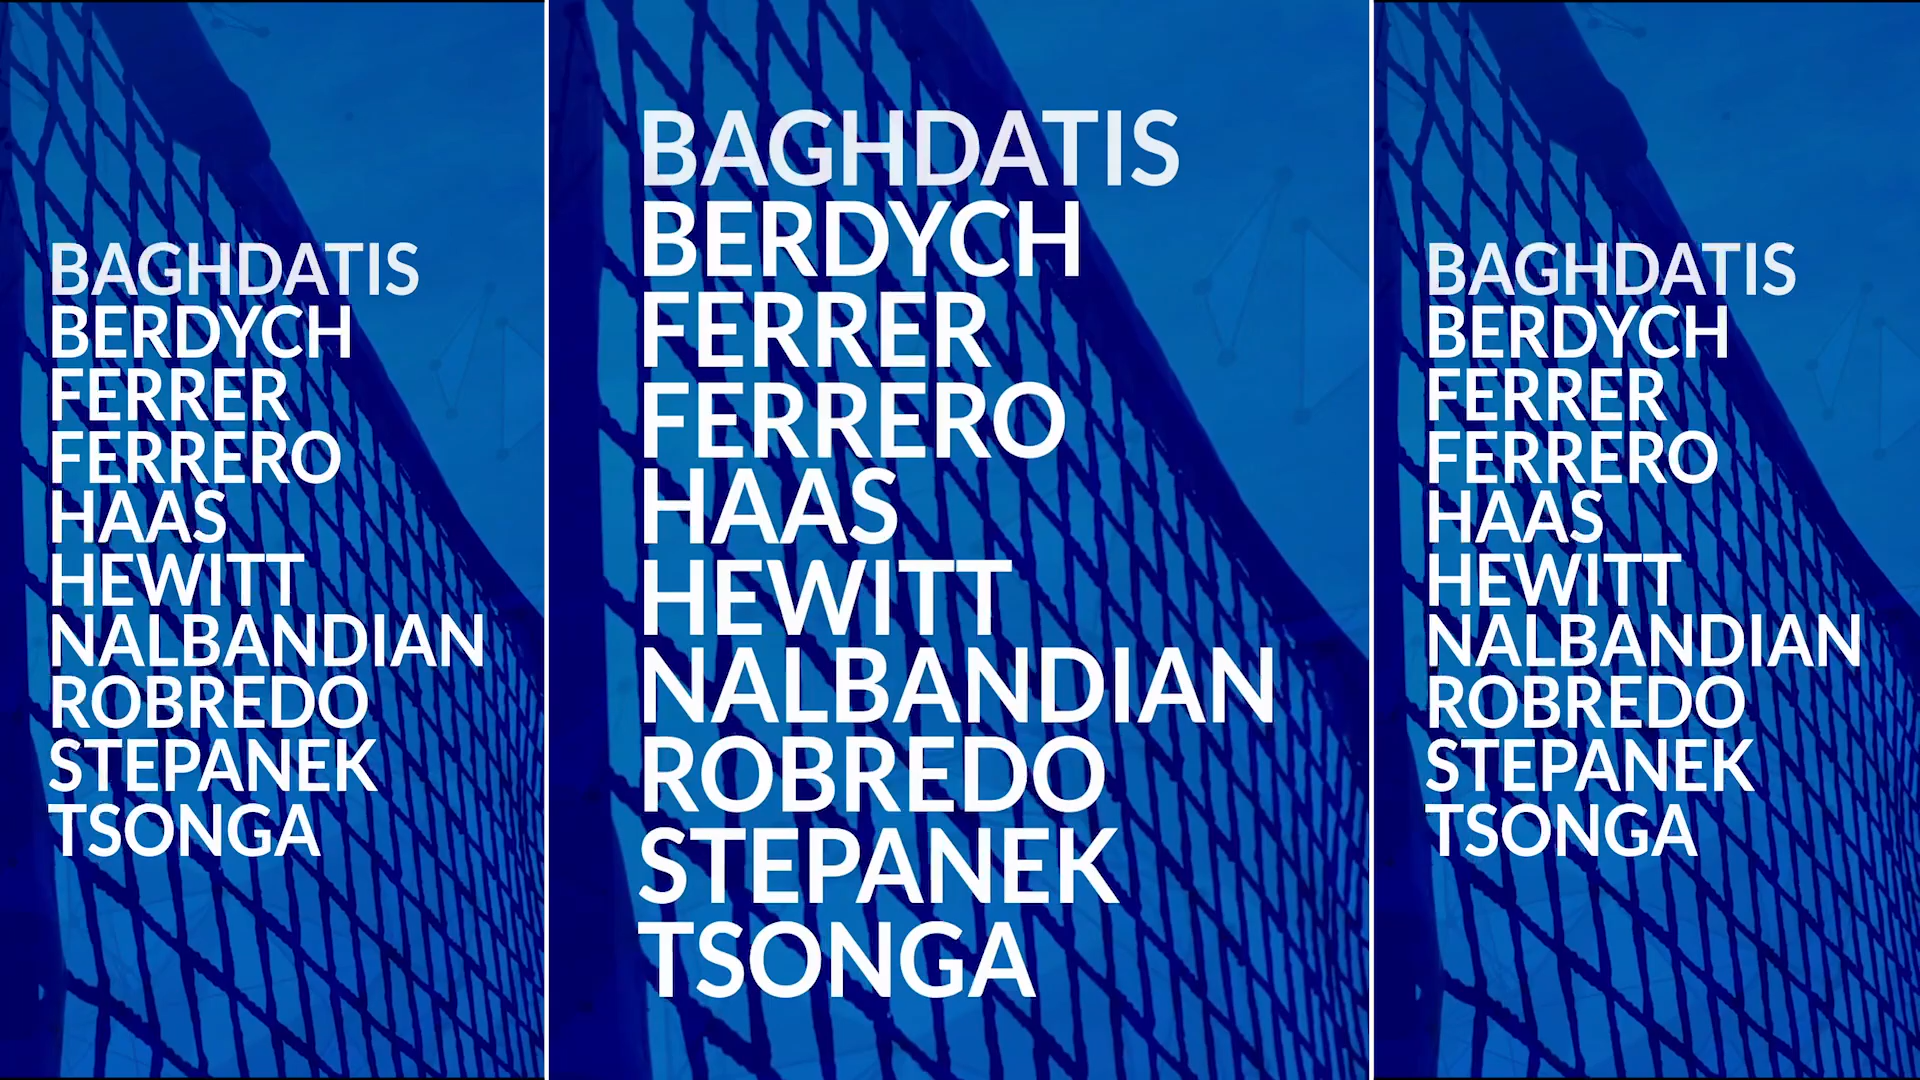 BAGHDATIS
BERDYCH
FERRER
FERRERO
HAAS
HEWITT
NALBANDIAN
ROBREDO
STEPANEK
TSONGA
BAGHDATIS
BERDYCH
FERRER
FERRERO
HAAS
HEWITT
NALBANDIAN
ROBREDO
STEPANEK
TSONGA
BAGHDATIS
BERDYCH
FERRER
FERRERO
HAAS
HEWITT
NALBANDIAN
ROBREDO
STEPANEK
TSONGA